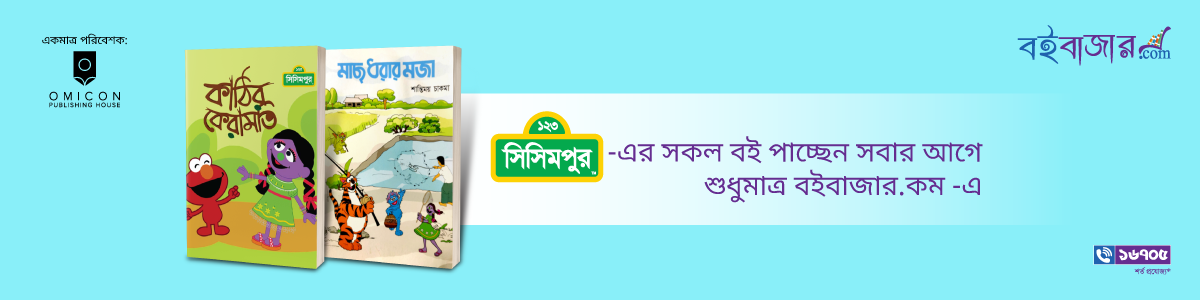 একমাত্র পরিবেশক:
OMICON
PUBLISHING HOUSE
কাঠির
কেরামতি
১২৩
সিসিমপুর
মাছ ধরার মজা
শান্তিময় চাকমা
১২৩
সিসিমপুর
TM
-এর সকল বই পাচ্ছেন সবার আগে
শুধুমাত্র বইবাজার.কম -এ
বইবাজার
.com
১৬৭০৫
শর্ত প্রযোজ্য*